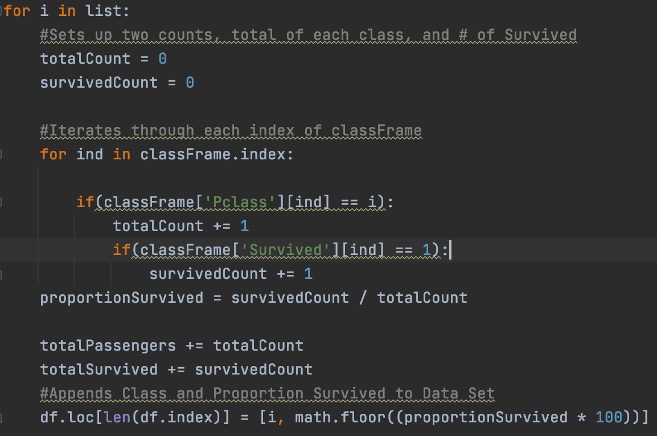 for i in list:
    #Sets up two counts, total of each class, and # of Survived
    totalCount = 0
    survivedCount = 0

    #Iterates through each index of classFrame
    for ind in classFrame.index:

        if(classFrame['Pclass'][ind] == i):
            totalCount += 1
            if(classFrame['Survived'][ind] == 1):
                survivedCount += 1
    proportionSurvived = survivedCount / totalCount

    totalPassengers += totalCount
    totalSurvived += survivedCount
    #Appends Class and Proportion Survived to Data Set
    df.loc[len(df.index)] = [i, math.floor((proportionSurvived * 100))]